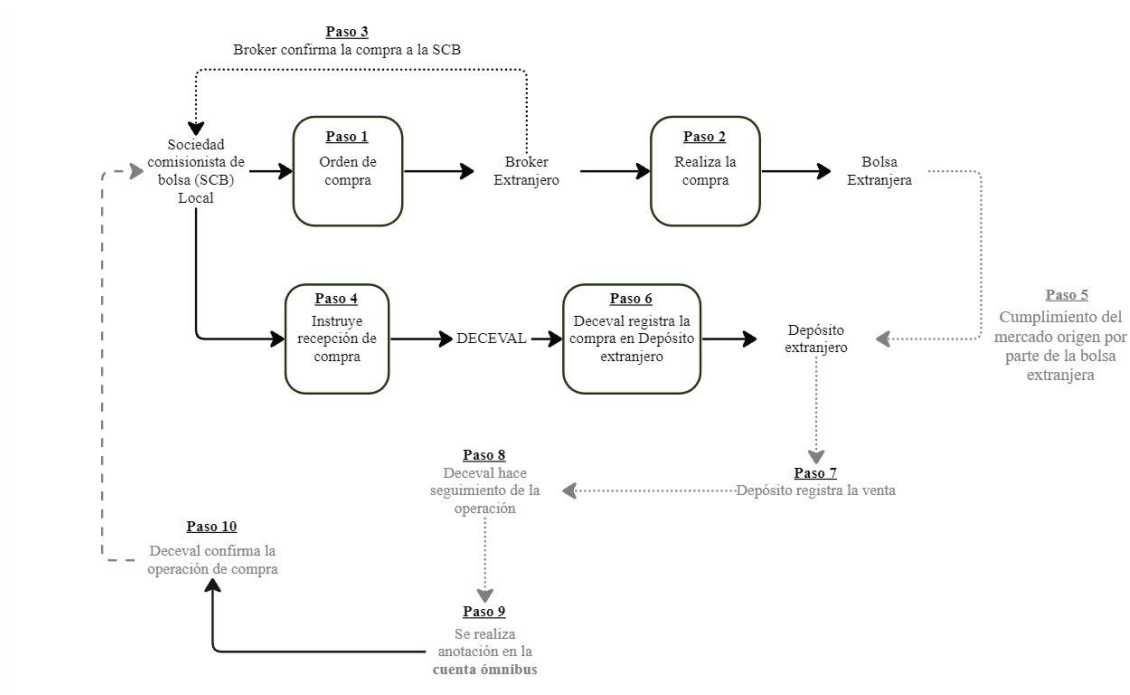 Paso 3
Broker confirma la compra a la SCB
Sociedad
comisionista de
bolsa (SCB)
Local
Paso 1
Orden de
compra
Broker
Extranjero
Paso 2
Realiza la
compra
Bolsa
Extranjera
Paso 4
Instruye
recepción de
compra
DECEVAL
Paso 6
Deceval registra la
compra en Depósito
extranjero
Depósito
extranjero
Paso 5
Cumplimiento del
mercado origen por
parte de la bolsa
extranjera
Paso 7
Depósito registra la venta
Paso 8
Deceval hace
seguimiento de la
operación
Paso 9
Se realiza
anotación en la
cuenta ómnibus
Paso 10
Deceval confirma la
operación de compra